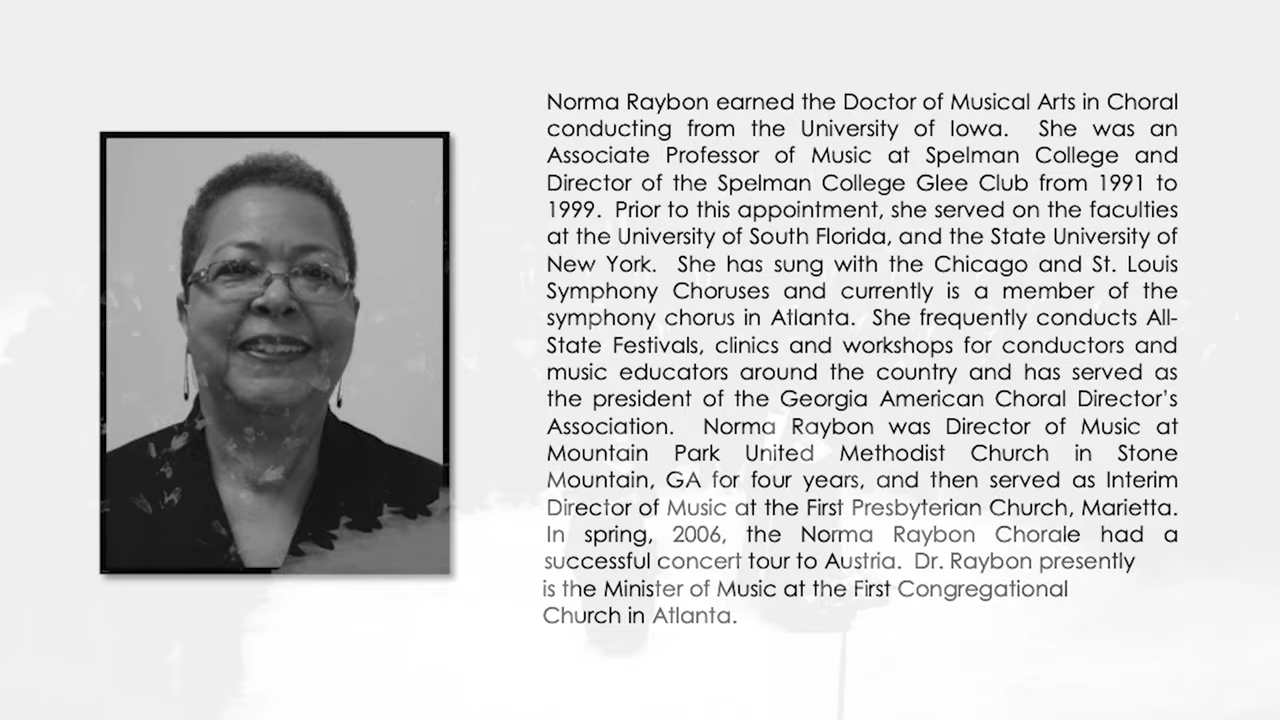 Norma Raybon earned the Doctor of Musical Arts in Choral
conducting from the University of Iowa. She was an
Associate Professor of Music at Spelman College and
Director of the Spelman College Glee Club from 1991 to
1999. Prior to this appointment, she served on the faculties
at the University of South Florida, and the State University of
New York. She has sung with the Chicago and St. Louis
Symphony Choruses and currently is a member of the
symphony chorus in Atlanta. She frequently conducts All-
State Festivals, clinics and workshops for conductors and
music educators around the country and has served as
the president of the Georgia American Choral Director's
Association. Norma Raybon was Director of Music at
Mountain Park United Methodist Church in Stone
Mountain, GA for four years, and then served as Interim
Director of Music at the First Presbyterian Church, Marietta.
In spring, 2006, the Norma Raybon Chorale had a
successful concert tour to Austria. Dr. Raybon presently
is the Minister of Music at the First Congregational
Church in Atlanta.